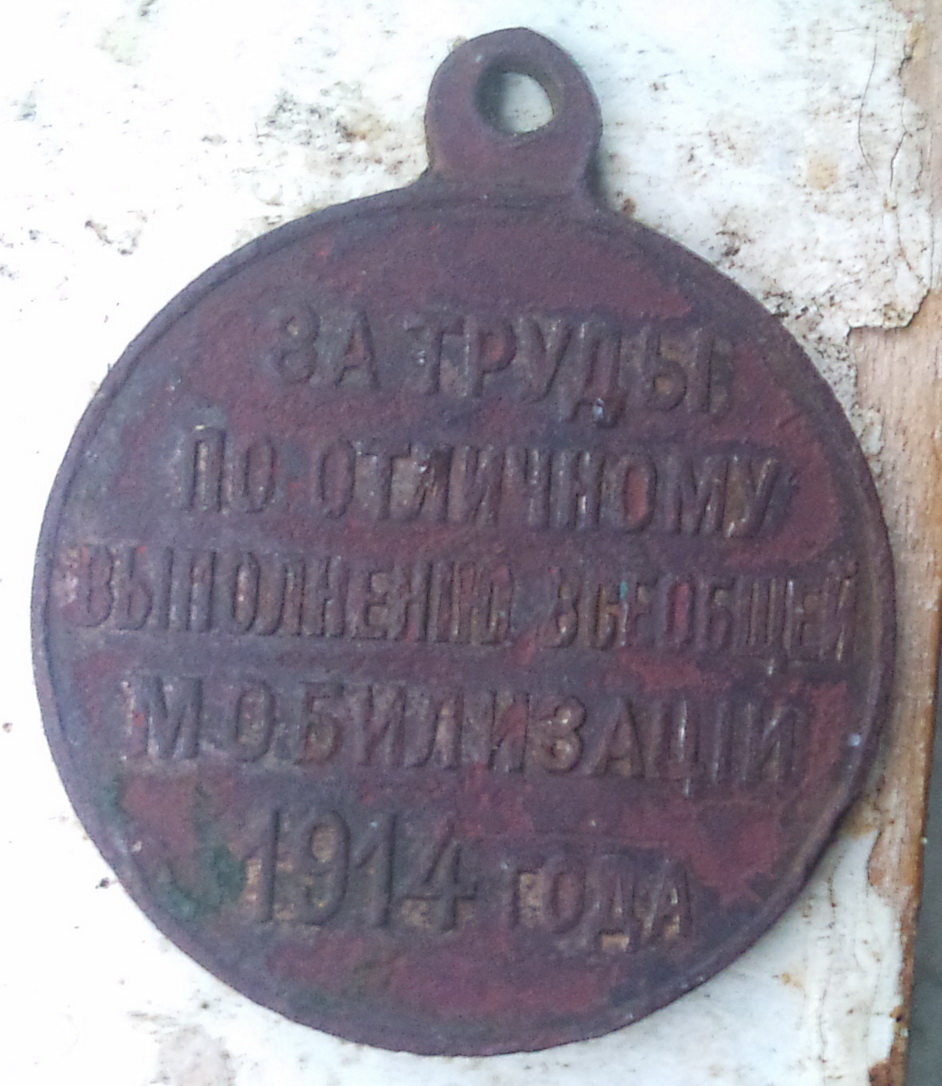 ЗА ТРУДЫ
ПО ОТЛИЧНОМУ
ВЫПОЛНЕНІЮ ВСЕОБЩЕЙ
МОБИЛИЗАЦІИ
1914 ГОДА